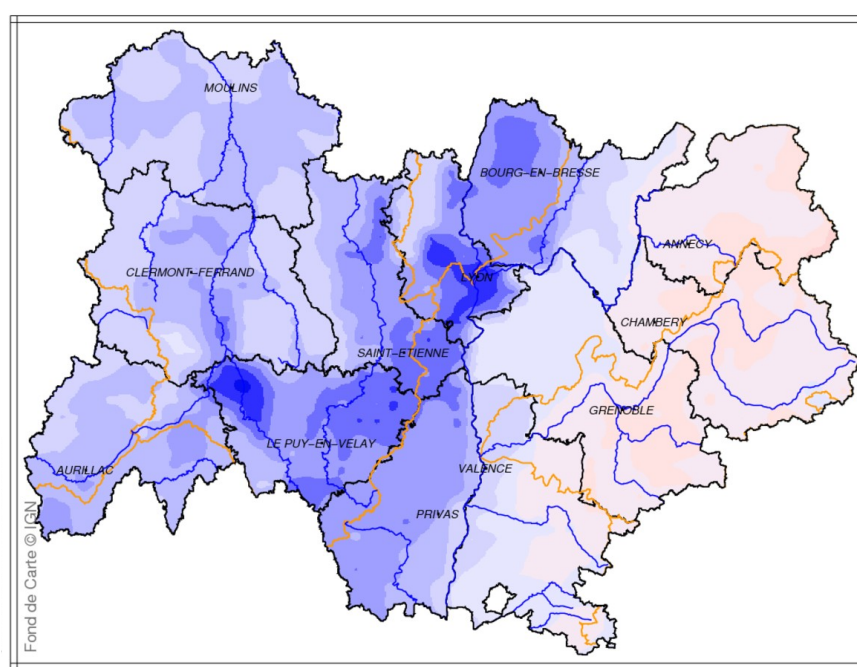 MOULINS
BOURG-EN-BRESSE
ANNECY
CLERMONT-FERRAND
LYON
CHAMBERY
SAINT-ETIENNE
GRENOBLE
LE PUY-EN-VELAY
AURILLAC
VALENCE
PRIVAS
Fond de Carte © IGN